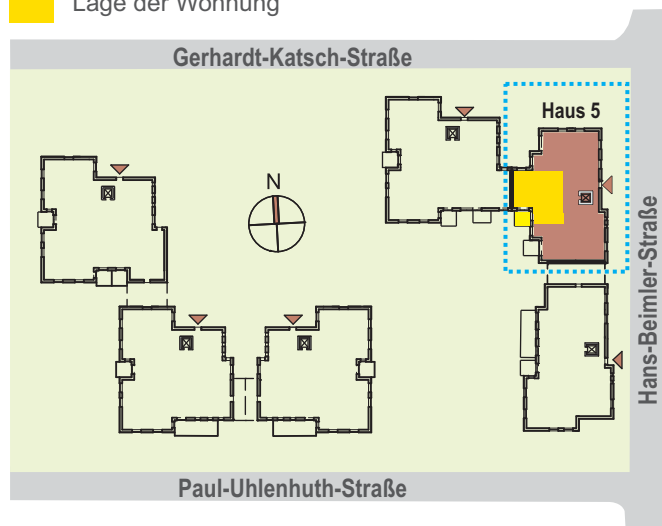 Lage der Wohnung
Gerhardt-Katsch-Straße
Haus 5
N
Hans-Beimler-Straße
Paul-Uhlenhuth-Straße